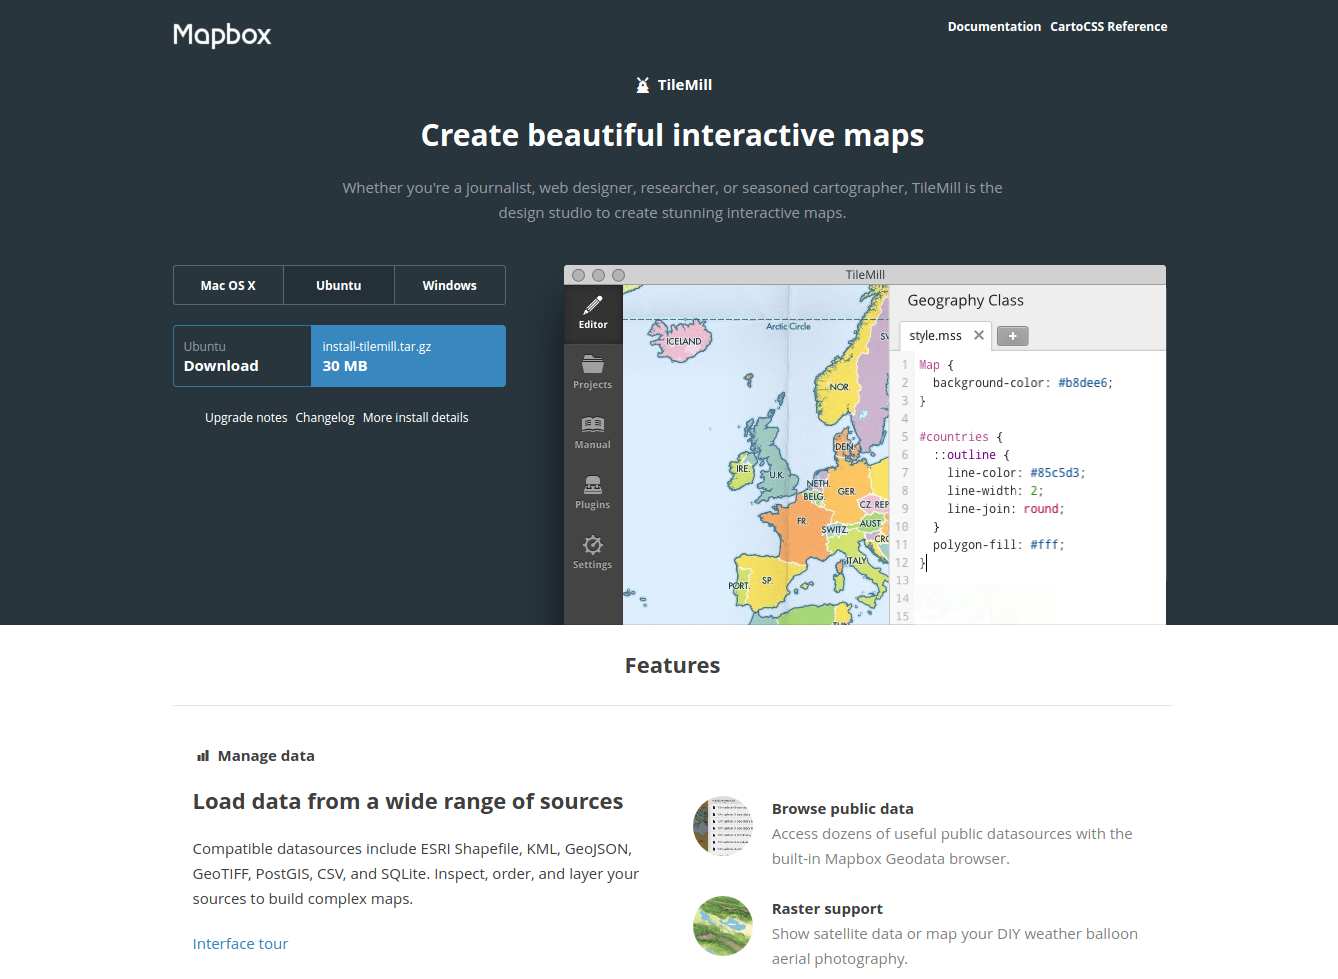 Mapbox
Documentation CartoCSS Reference
TileMill
Create beautiful interactive maps
Whether you're a journalist, web designer, researcher, or seasoned cartographer, TileMill is the
design studio to create stunning interactive maps.
Mac OS X
Ubuntu
Windows
Ubuntu
Download
install-tilemill.tar.gz
30 MB
Upgrade notes Changelog More install details
TileMill
Editor
Projects
Manual
Plugins
Settings
Arctic Circle
ICELAND
NOR.
DEN.
IRE.
U.K.
NETH.
BELG.
GER.
CZ. REP
FR.
SWITZ.
AUST.
CRO
ITALY
PORT.
SP.
Geography Class
style.mss
1 Map {
2 background-color: #b8dee6;
3 }
4
5 #countries {
6 ::outline {
7 line-color: #85c5d3;
8 line-width: 2;
9 line-join: round;
10 }
11 polygon-fill: #fff;
12 }
13
14
15
Features
Manage data
Load data from a wide range of sources
Compatible datasources include ESRI Shapefile, KML, GeoJSON,
GeoTIFF, PostGIS, CSV, and SQLite. Inspect, order, and layer your
sources to build complex maps.
Interface tour
Browse public data
Access dozens of useful public datasources with the
built-in Mapbox Geodata browser.
Raster support
Show satellite data or map your DIY weather balloon
aerial photography.